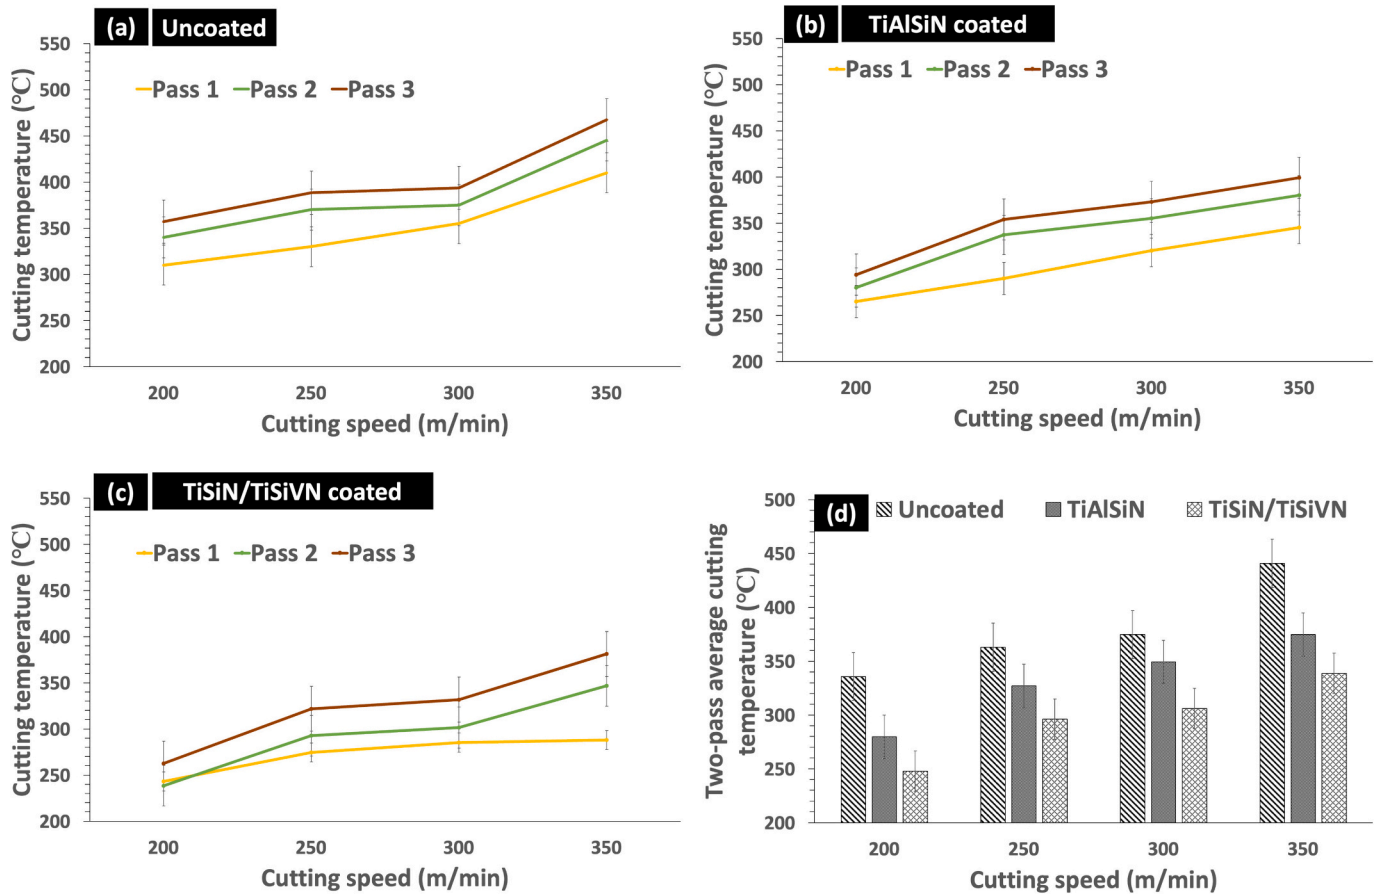 (a) Uncoated
Pass 1 Pass 2 Pass 3
Cutting temperature (℃)
550
500
450
400
350
300
250
200
200 250 300 350
Cutting speed (m/min)
(b) TiAlSiN coated
Pass 1 Pass 2 Pass 3
Cutting temperature (℃)
550
500
450
400
350
300
250
200
200 250 300 350
Cutting speed (m/min)
(c) TiSiN/TiSiVN coated
Pass 1 Pass 2 Pass 3
Cutting temperature (℃)
550
500
450
400
350
300
250
200
200 250 300 350
Cutting speed (m/min)
(d) Uncoated TiAlSiN TiSiN/TiSiVN
Two-pass average cutting
temperature (℃)
500
450
400
350
300
250
200
200 250 300 350
Cutting speed (m/min)